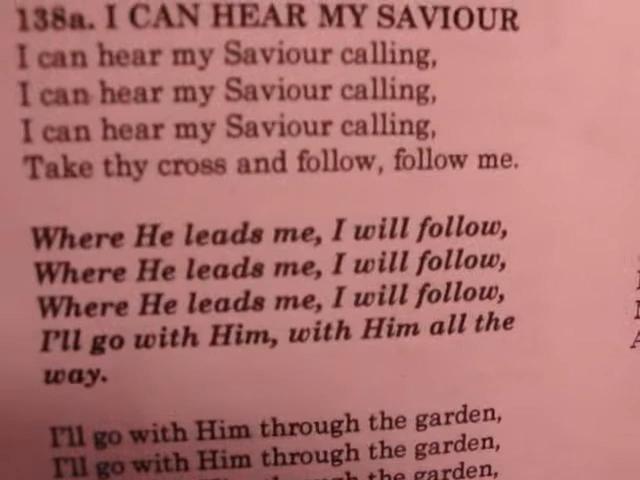 138a. I CAN HEAR MY SAVIOUR
I can hear my Saviour calling,
I can hear my Saviour calling,
I can hear my Saviour calling,
Take thy cross and follow, follow me.
Where He leads me, I will follow,
Where He leads me, I will follow,
Where He leads me, I will follow,
I'll go with Him, with Him all the
way.
I'll go with Him through the garden,
I'll go with Him through the garden,
the garden,